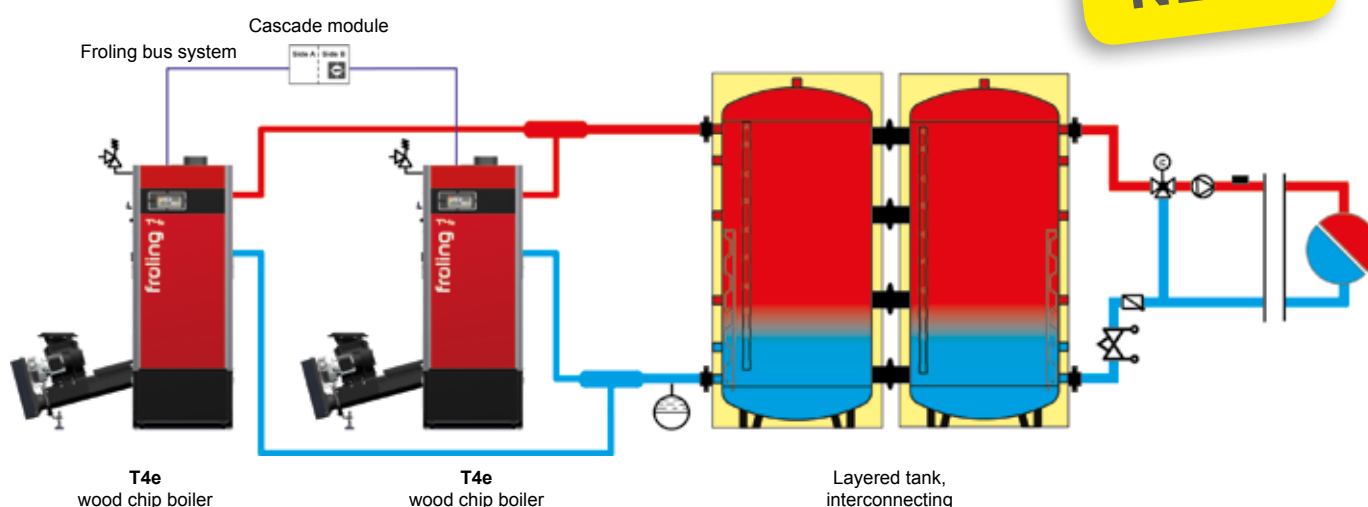 Cascade module
Froling bus system
Side A
Side B
froling
froling
T4e
wood chip boiler
T4e
wood chip boiler
Layered tank,
interconnecting